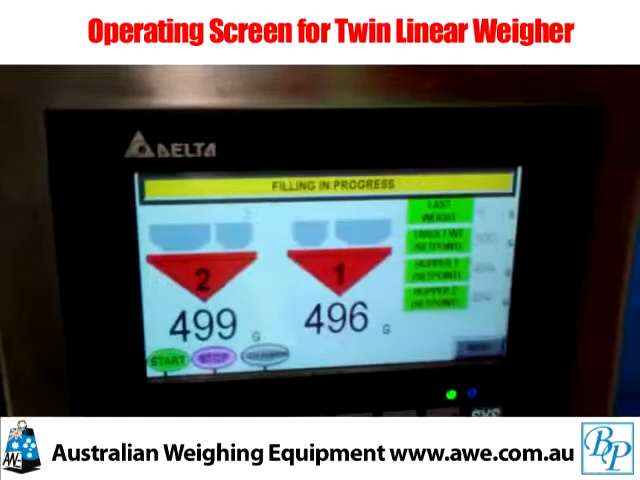 Operating Screen for Twin Linear Weigher
DELTA
FILLING IN PROGRESS
LAST
WEIGHT
TARGET WT
(SETPOINT)
HOPPER 1
(SETPOINT)
HOPPER 2
(SETPOINT)
2
1
499 G
496 G
START
STOP
SYS
Australian Weighing Equipment www.awe.com.au
BP